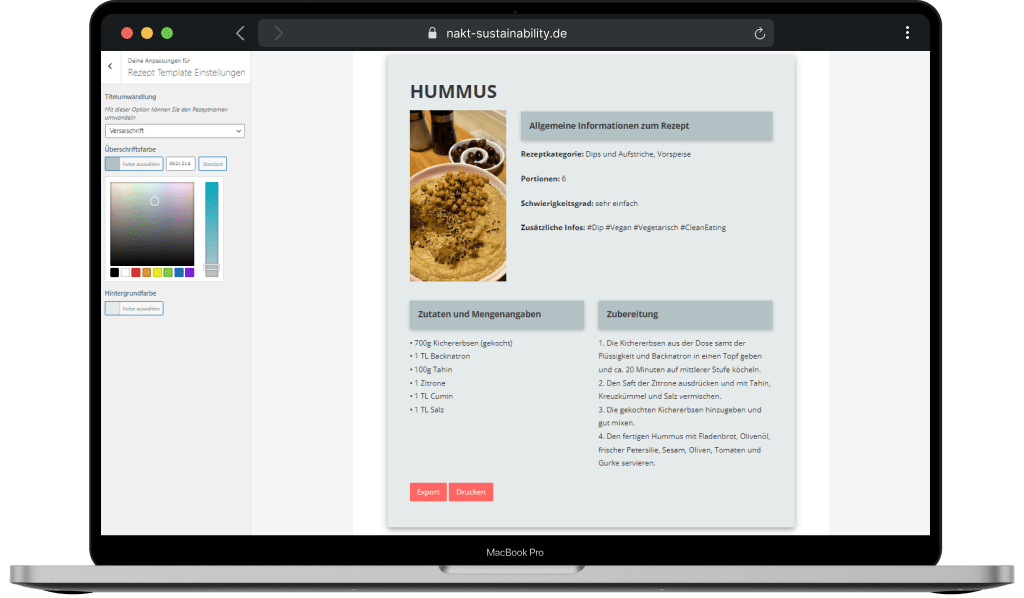 nakt-sustainability.de
Deine Anpassungen für
Rezept Template Einstellungen
Titelumwandlung
Mit dieser Option können Sie den Rezeptnamen
umwandeln
Versalschrift
Überschriftsfarbe
Farbe auswählen
#b2c2c4
Standard
Hintergrundfarbe
Farbe auswählen
HUMMUS
Allgemeine Informationen zum Rezept
Rezeptkategorie: Dips und Aufstriche, Vorspeise
Portionen: 6
Schwierigkeitsgrad: sehr einfach
Zusätzliche Infos: #Dip #Vegan #Vegetarisch #CleanEating
Zutaten und Mengenangaben
• 700g Kichererbsen (gekocht)
• 1 TL Backnatron
• 100g Tahin
• 1 Zitrone
• 1 TL Cumin
• 1 TL Salz
Zubereitung
1. Die Kichererbsen aus der Dose samt der
Flüssigkeit und Backnatron in einen Topf geben
und ca. 20 Minuten auf mittlerer Stufe köcheln.
2. Den Saft der Zitrone ausdrücken und mit Tahin,
Kreuzkümmel und Salz vermischen.
3. Die gekochten Kichererbsen hinzugeben und
gut mixen.
4. Den fertigen Hummus mit Fladenbrot, Olivenöl,
frischer Petersilie, Sesam, Oliven, Tomaten und
Gurke servieren.
Export
Drucken
MacBook Pro